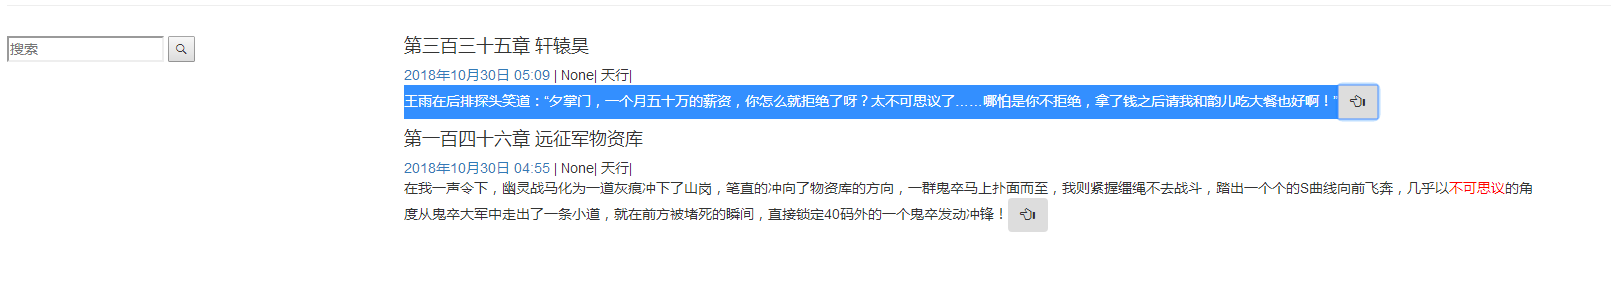 搜索
第三百三十五章 轩辕昊
2018年10月30日 05:09 | None| 天行|
王雨在后排探头笑道：“夕掌门，一个月五十万的薪资，你怎么就拒绝了呀？太不可思议了……哪怕是你不拒绝，拿了钱之后请我和韵儿吃大餐也好啊！”
第一百四十六章 远征军物资库
2018年10月30日 04:55 | None| 天行|
在我一声令下，幽灵战马化为一道灰痕冲下了山岗，笔直的冲向了物资库的方向，一群鬼卒马上扑面而至，我则紧握缰绳不去战斗，踏出一个个的S曲线向前飞奔，几乎以不可思议的角
度从鬼卒大军中走出了一条小道，就在前方被堵死的瞬间，直接锁定40码外的一个鬼卒发动冲锋！